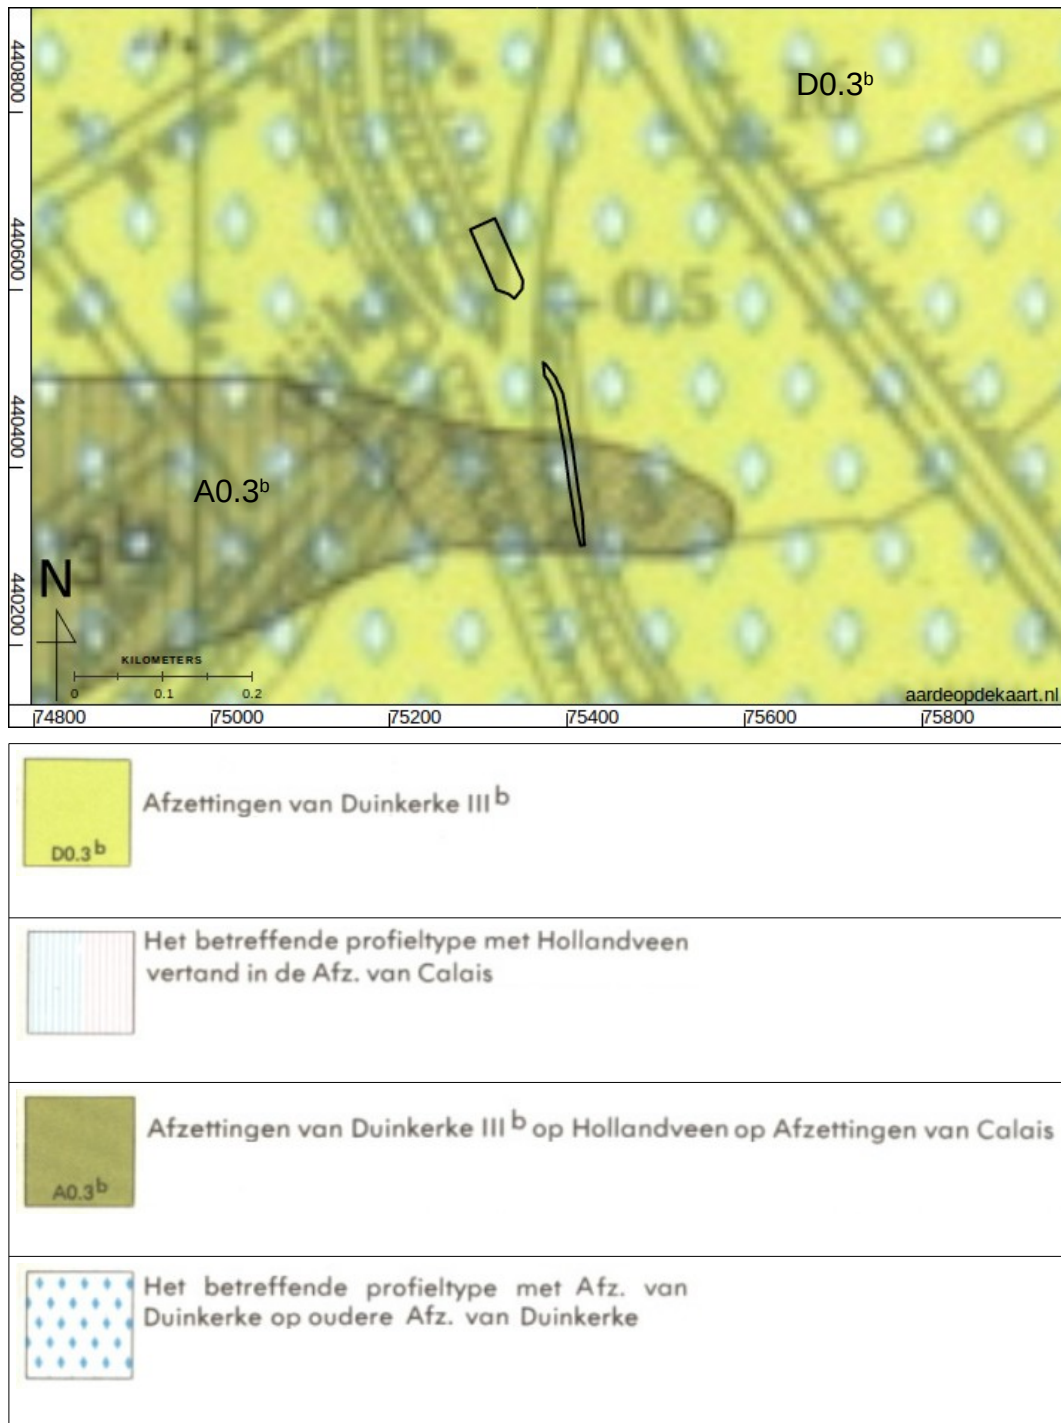 440800
440600
440400
440200
D0.3ᵇ
- 0.5
A0.3ᵇ
3 b
N
KILOMETERS
0 0.1 0.2
aardeopdekaart.nl
74800 75000 75200 75400 75600 75800
Afzettingen van Duinkerke III ᵇ
D0.3 ᵇ
Het betreffende profieltype met Hollandveen
vertand in de Afz. van Calais
Afzettingen van Duinkerke III ᵇ op Hollandveen op Afzettingen van Calais
A0.3ᵇ
Het betreffende profieltype met Afz. van
Duinkerke op oudere Afz. van Duinkerke